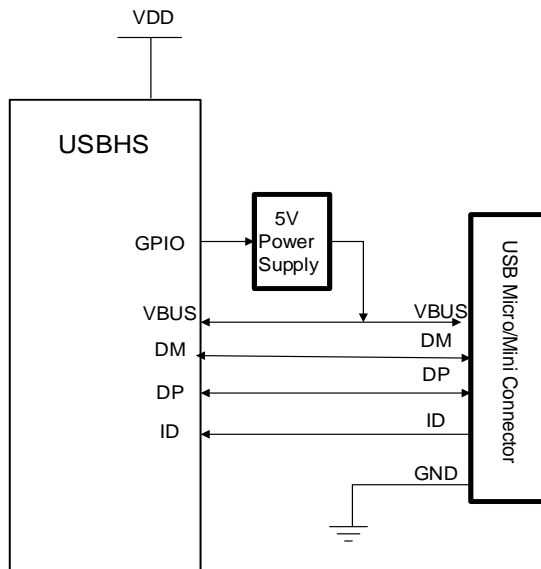 VDD
USBHS
GPIO
5V
Power
Supply
VBUS
VBUS
DM
DM
DP
DP
ID
ID
GND
USB Micro/Mini Connector